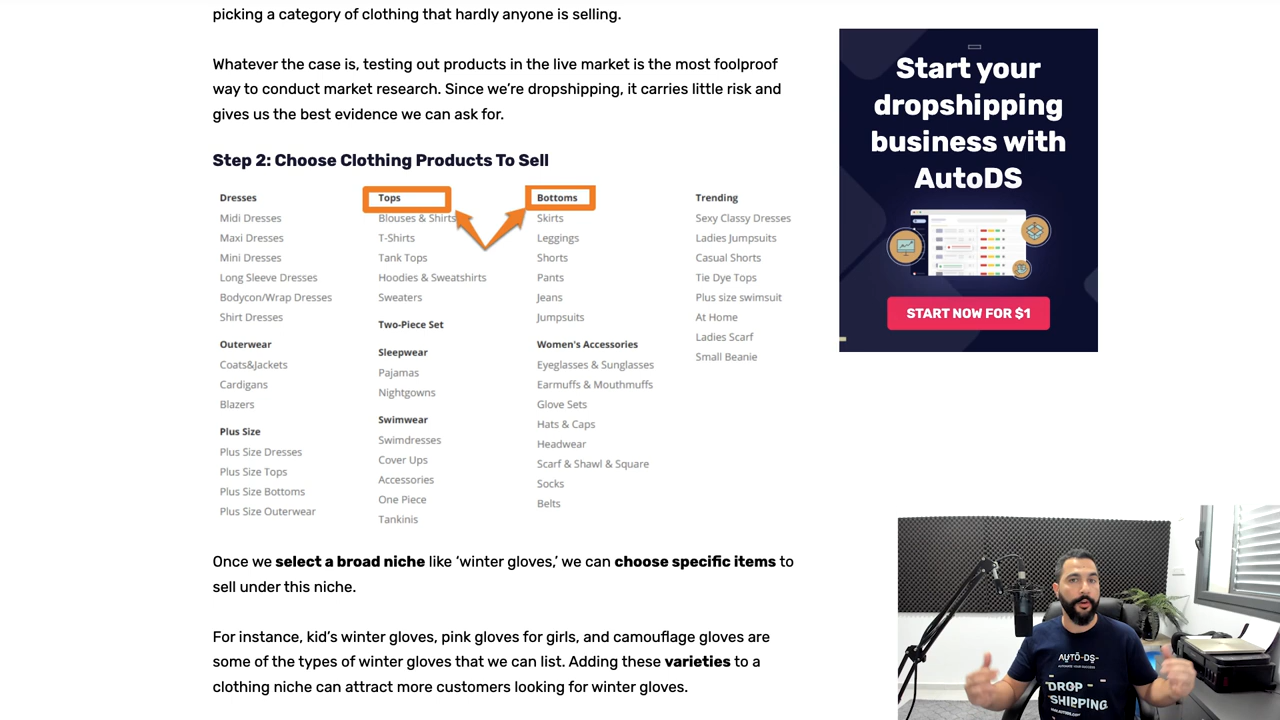 picking a category of clothing that hardly anyone is selling.
Whatever the case is, testing out products in the live market is the most foolproof
way to conduct market research. Since we’re dropshipping, it carries little risk and
gives us the best evidence we can ask for.
Step 2: Choose Clothing Products To Sell
Dresses
Midi Dresses
Maxi Dresses
Mini Dresses
Long Sleeve Dresses
Bodycon/Wrap Dresses
Shirt Dresses
Outerwear
Coats&Jackets
Cardigans
Blazers
Plus Size
Plus Size Dresses
Plus Size Tops
Plus Size Bottoms
Plus Size Outerwear
Tops
Blouses & Shirts
T-Shirts
Tank Tops
Hoodies & Sweatshirts
Sweaters
Two-Piece Set
Sleepwear
Pajamas
Nightgowns
Swimwear
Swimdresses
Cover Ups
Accessories
One Piece
Tankinis
Bottoms
Skirts
Leggings
Shorts
Pants
Jeans
Jumpsuits
Women's Accessories
Eyeglasses & Sunglasses
Earmuffs & Mouthmuffs
Glove Sets
Hats & Caps
Headwear
Scarf & Shawl & Square
Socks
Belts
Trending
Sexy Classy Dresses
Ladies Jumpsuits
Casual Shorts
Tie Dye Tops
Plus size swimsuit
At Home
Ladies Scarf
Small Beanie
Once we select a broad niche like ‘winter gloves,’ we can choose specific items to
sell under this niche.
For instance, kid’s winter gloves, pink gloves for girls, and camouflage gloves are
some of the types of winter gloves that we can list. Adding these varieties to a
clothing niche can attract more customers looking for winter gloves.
Start your
dropshipping
business with
AutoDS
START NOW FOR $1
AUTO-DS-
DROP
SHIPPING